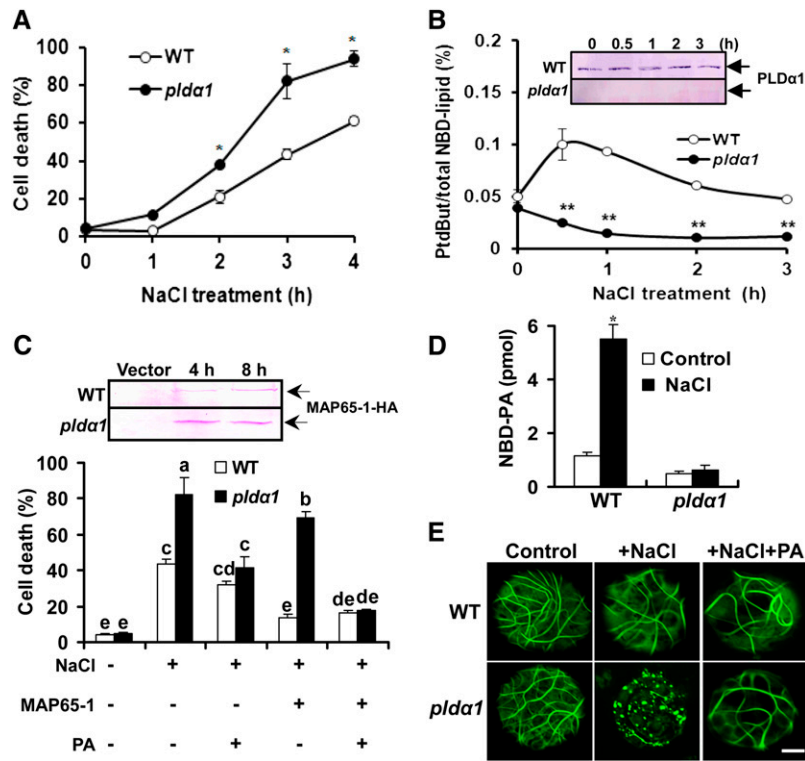 A
WT
pldα1
Cell death (%)
100
80
60
40
20
0
* * *
0 1 2 3 4
NaCl treatment (h)
B
PtdBut/total NBD-lipid (%)
0.2
0.15
0.1
0.05
0
0 0.5 1 2 3 (h)
WT
pldα1
PLDα1
WT
pldα1
** ** ** **
0 1 2 3
NaCl treatment (h)
C
Vector 4 h 8 h
WT
pldα1
MAP65-1-HA
WT
pldα1
Cell death (%)
100
80
60
40
20
0
e e c a cd c e b de de
NaCl - + + + +
MAP65-1 - - - + +
PA - - + - +
D
NBD-PA (pmol)
6
4
2
0
*
Control
NaCl
WT pldα1
E
Control +NaCl +NaCl+PA
WT
pldα1